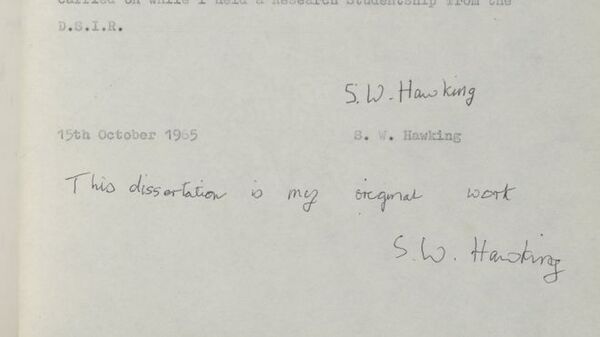 carried on while I held a Research Studentship from the
D.S.I.R.
S.W. Hawking
15th October 1965 S. W. Hawking
This dissertation is my original work
S.W. Hawking